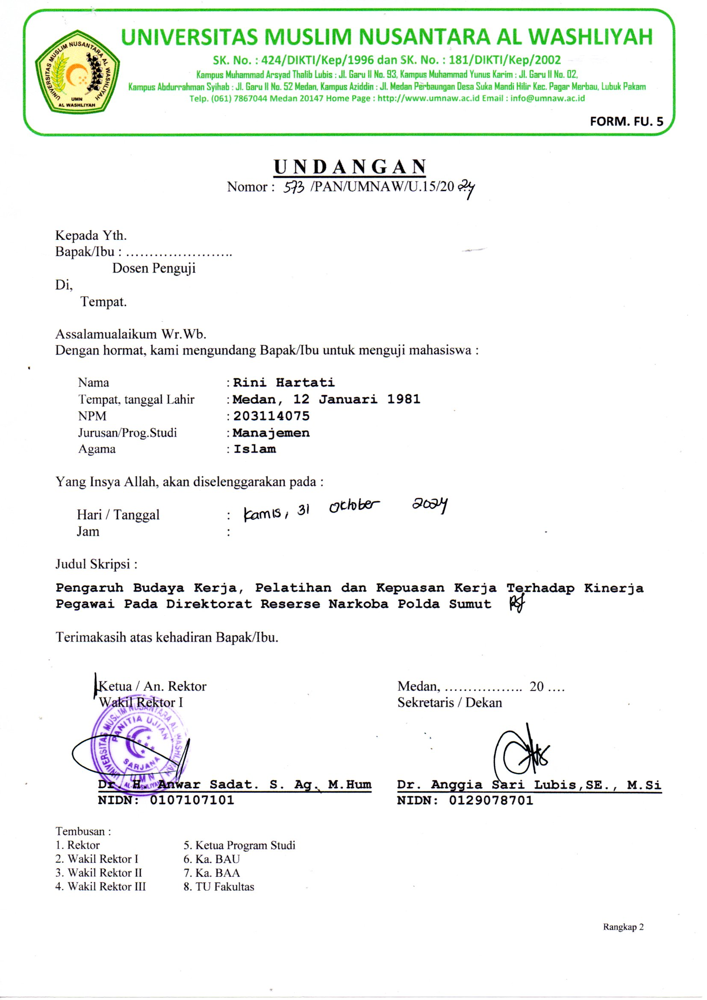 UNIVERSITAS MUSLIM NUSANTARA AL WASHLIYAH
UMN
AL WASHLIYAH
UNIVERSITAS MUSLIM NUSANTARA AL WASHLIYAH
SK. No. : 424/DIKTI/Kep/1996 dan SK. No. : 181/DIKTI/Kep/2002
Kampus Muhammad Arsyad Thalib Lubis : Jl. Garu II No. 93, Kampus Muhammad Yunus Karim : Jl. Garu II No. 02,
Kampus Abdurrahman Syihab : Jl. Garu II No. 52 Medan, Kampus Aziddin : Jl. Medan Perbaungan Desa Suka Mandi Hilir Kec. Pagar Merbau, Lubuk Pakam
Telp. (061) 7867044 Medan 20147 Home Page : http://www.umnaw.ac.id Email : info@umnaw.ac.id
FORM. FU. 5
UNDANGAN
Nomor : 573 /PAN/UMNAW/U.15/20 24
Kepada Yth.
Bapak/Ibu : .......................
Dosen Penguji
Di,
Tempat.
Assalamualaikum Wr.Wb.
Dengan hormat, kami mengundang Bapak/Ibu untuk menguji mahasiswa :
Nama : Rini Hartati
Tempat, tanggal Lahir : Medan, 12 Januari 1981
NPM : 203114075
Jurusan/Prog.Studi : Manajemen
Agama : Islam
Yang Insya Allah, akan diselenggarakan pada :
Hari / Tanggal : Kamis, 31 Oktober 2024
Jam :
Judul Skripsi :
Pengaruh Budaya Kerja, Pelatihan dan Kepuasan Kerja Terhadap Kinerja
Pegawai Pada Direktorat Reserse Narkoba Polda Sumut
Terimakasih atas kehadiran Bapak/Ibu.
Ketua / An. Rektor
Wakil Rektor I
Medan, ................. 20 ....
Sekretaris / Dekan
UNIVERSITAS MUSLIM NUSANTARA AL WASHLIYAH
PANITIA UJIAN
SARJANA
UMN
AL-WASHLIYAH
Dr. H. Anwar Sadat. S. Ag. M.Hum
NIDN: 0107107101
Dr. Anggia Sari Lubis,SE., M.Si
NIDN: 0129078701
Tembusan :
1. Rektor
2. Wakil Rektor I
3. Wakil Rektor II
4. Wakil Rektor III
5. Ketua Program Studi
6. Ka. BAU
7. Ka. BAA
8. TU Fakultas
Rangkap 2